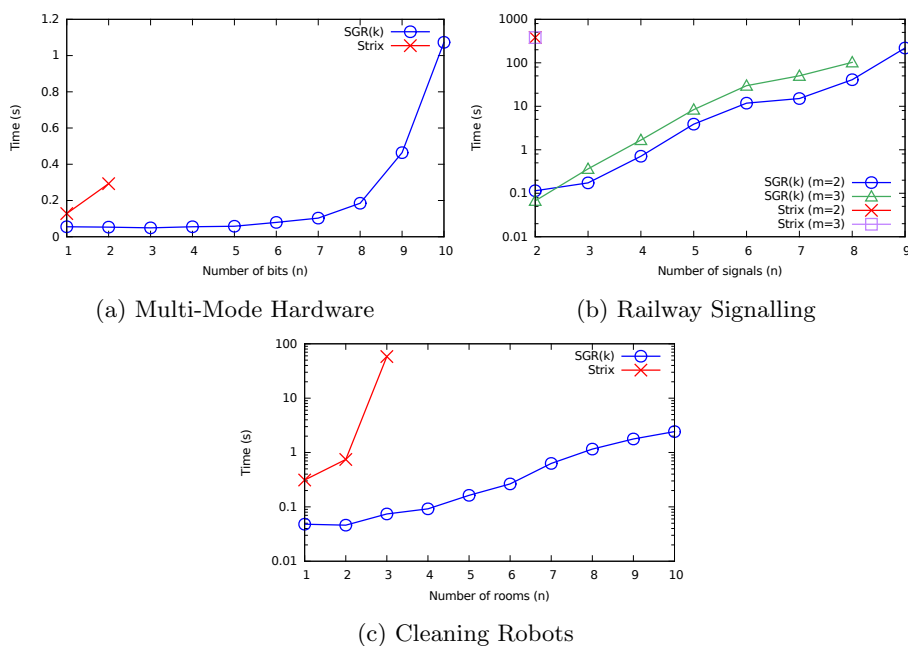 1.4
1.2
1
0.8
0.6
0.4
0.2
0
Time (s)
SGR(k)
Strix
1 2 3 4 5 6 7 8 9 10
Number of bits (n)
(a) Multi-Mode Hardware
1000
100
10
1
0.1
0.01
Time (s)
SGR(k) (m=2)
SGR(k) (m=3)
Strix (m=2)
Strix (m=3)
2 3 4 5 6 7 8 9
Number of signals (n)
(b) Railway Signalling
100
10
1
0.1
0.01
Time (s)
SGR(k)
Strix
1 2 3 4 5 6 7 8 9 10
Number of rooms (n)
(c) Cleaning Robots